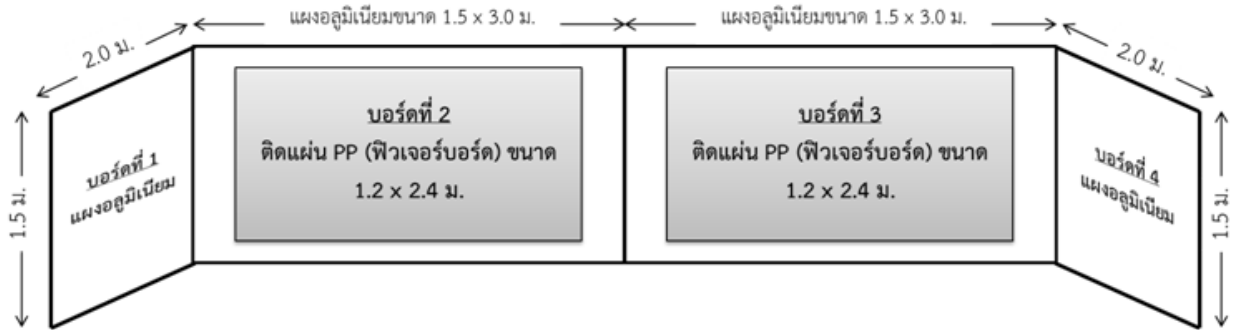 แผงอลูมิเนียมขนาด 1.5 x 3.0 ม.
แผงอลูมิเนียมขนาด 1.5 x 3.0 ม.
2.0 ม.
2.0 ม.
1.5 ม.
บอร์ดที่ 1
แผงอลูมิเนียม
บอร์ดที่ 2
ติดแผ่น PP (ฟิวเจอร์บอร์ด) ขนาด
1.2 x 2.4 ม.
บอร์ดที่ 3
ติดแผ่น PP (ฟิวเจอร์บอร์ด) ขนาด
1.2 x 2.4 ม.
บอร์ดที่ 4
แผงอลูมิเนียม
1.5 ม.